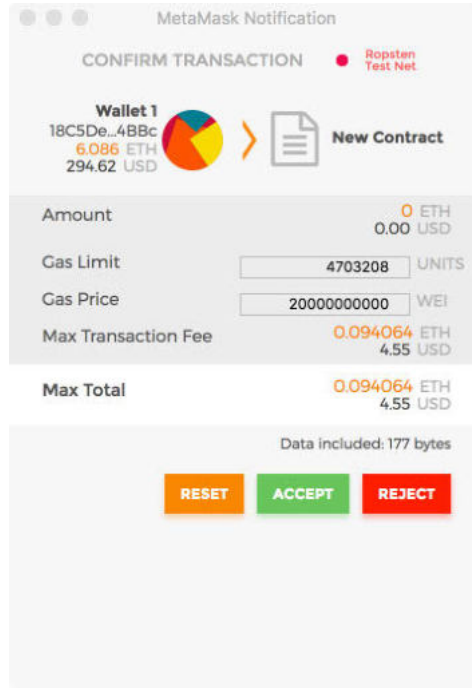 MetaMask Notification
CONFIRM TRANSACTION
Ropsten
Test Net
Wallet 1
18C5De...4BBc
6.086 ETH
294.62 USD
New Contract
Amount 0 ETH
0.00 USD
Gas Limit 4703208 UNITS
Gas Price 20000000000 WEI
Max Transaction Fee 0.094064 ETH
4.55 USD
Max Total 0.094064 ETH
4.55 USD
Data included: 177 bytes
RESET ACCEPT REJECT